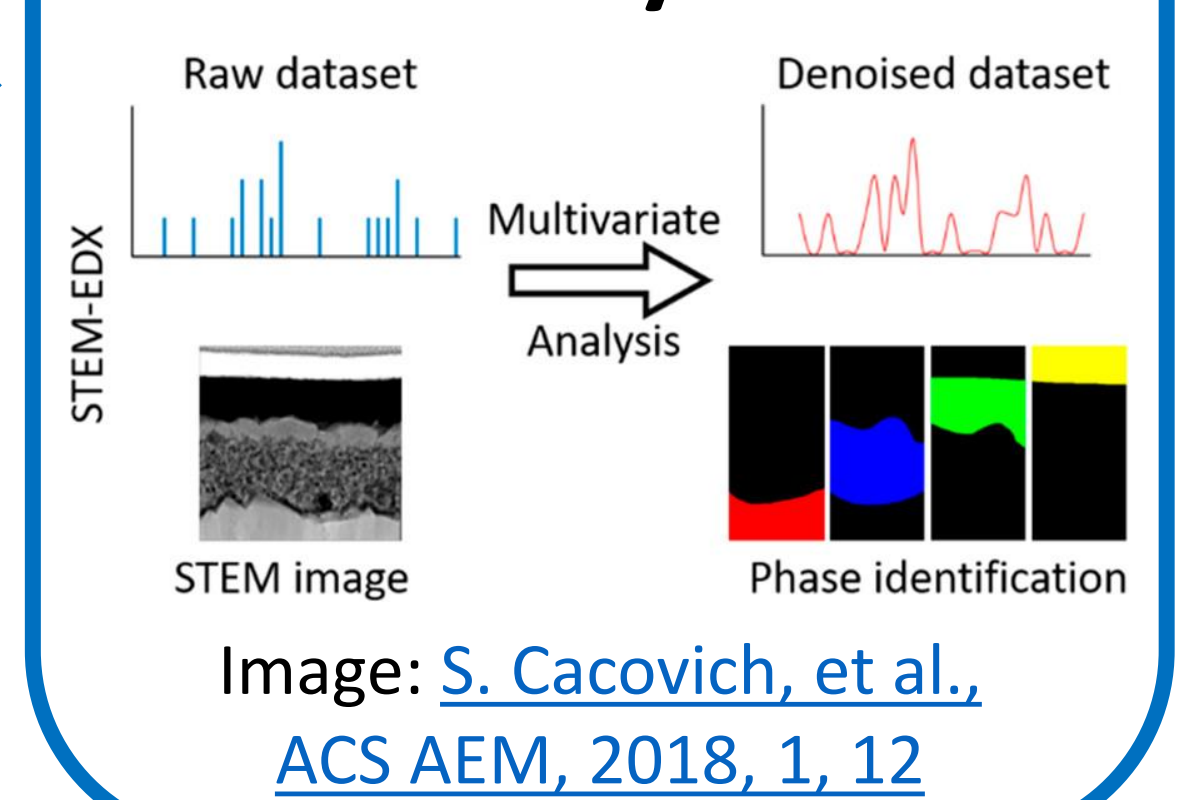 Raw dataset
Denoised dataset
STEM-EDX
Multivariate
Analysis
STEM image
Phase identification
Image: S. Cacovich, et al.,
ACS AEM, 2018, 1, 12